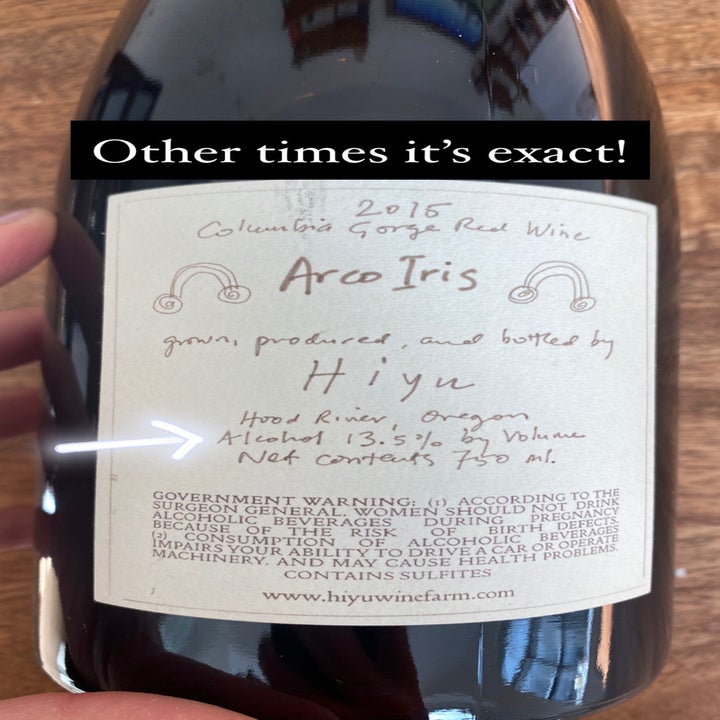 Other times it's exact!
2015
Columbia Gorge Red Wine
Arco Iris
grown, produced, and bottled by
Hiyu
Hood River, Oregon
Alcohol 13.5% by Volume
Net contents 750 ml.
GOVERNMENT WARNING: (1) ACCORDING TO THE
SURGEON GENERAL, WOMEN SHOULD NOT DRINK
ALCOHOLIC BEVERAGES DURING PREGNANCY
BECAUSE OF THE RISK OF BIRTH DEFECTS.
(2) CONSUMPTION OF ALCOHOLIC BEVERAGES
IMPAIRS YOUR ABILITY TO DRIVE A CAR OR OPERATE
MACHINERY, AND MAY CAUSE HEALTH PROBLEMS.
CONTAINS SULFITES
www.hiyuwinefarm.com